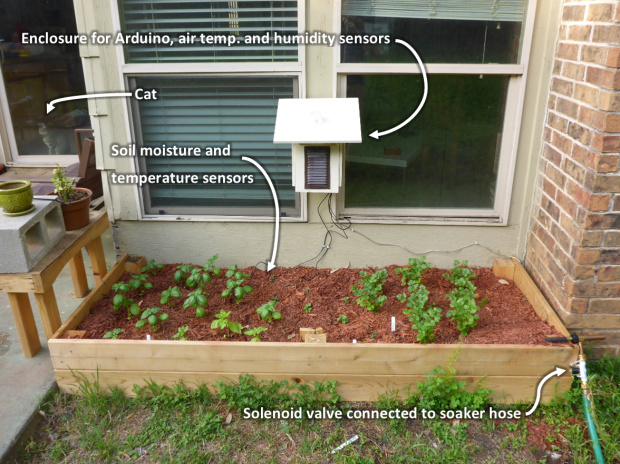 Enclosure for Arduino, air temp. and humidity sensors
Cat
Soil moisture and
temperature sensors
Solenoid valve connected to soaker hose